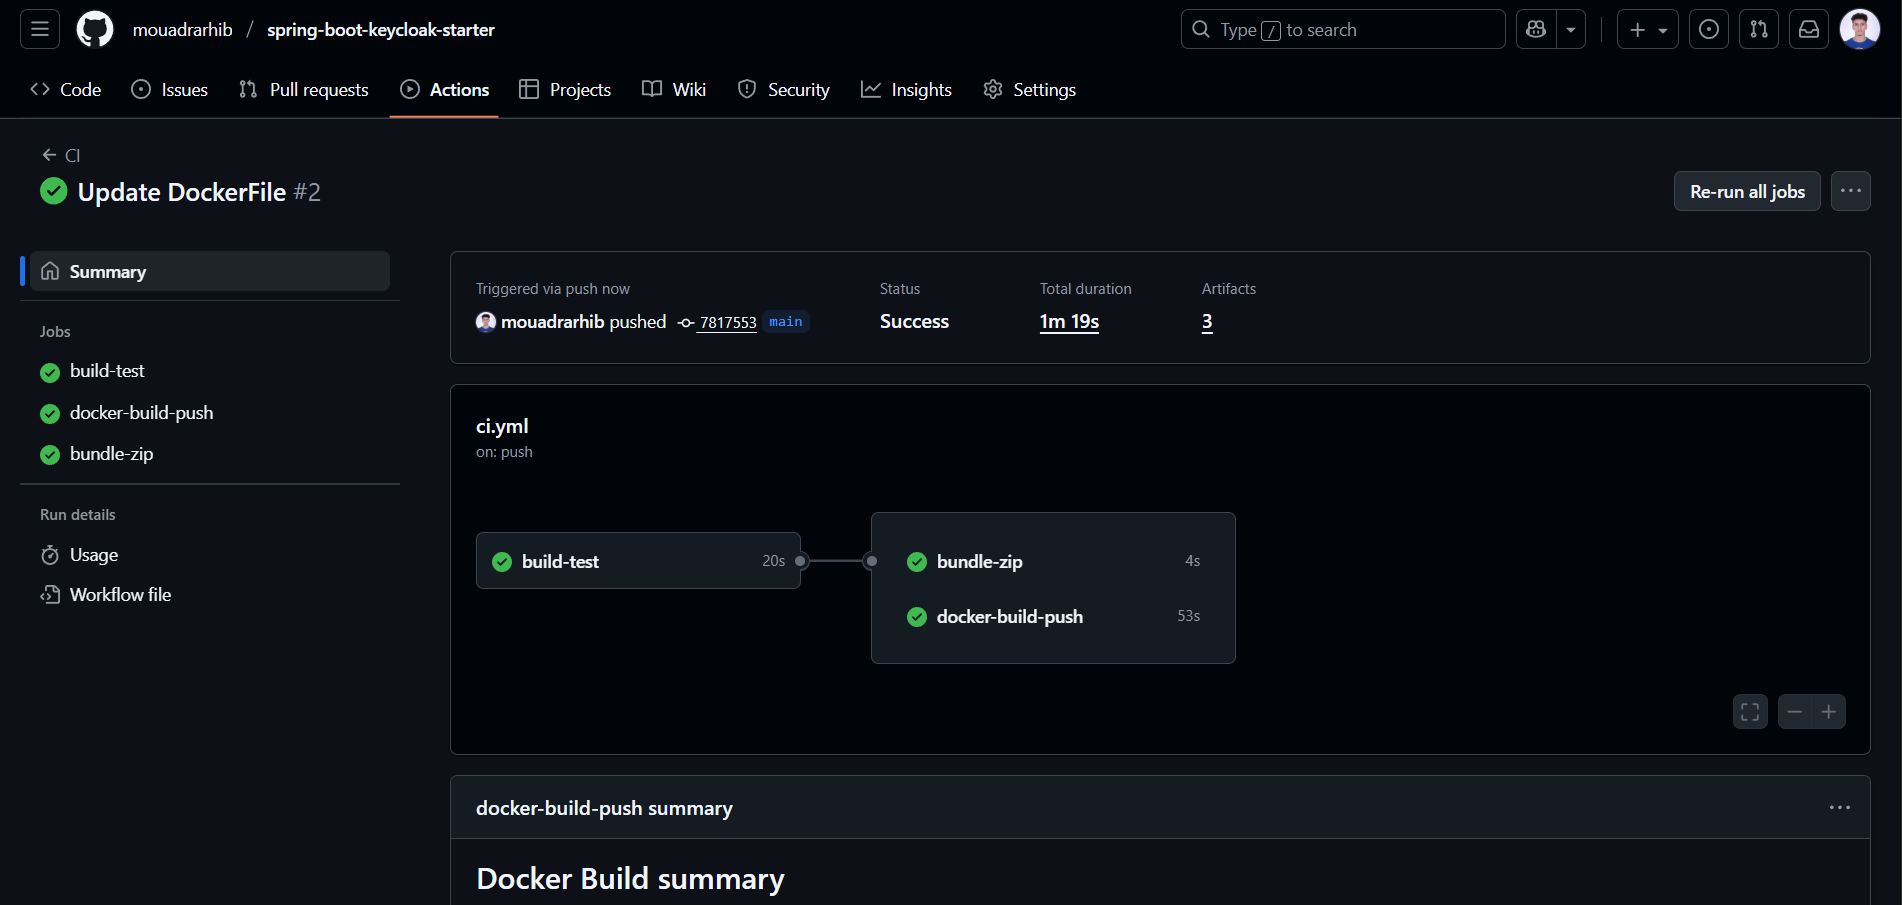 mouadrarhib / spring-boot-keycloak-starter
Type / to search
Code Issues Pull requests Actions Projects Wiki Security Insights Settings
CI
Update DockerFile #2
Re-run all jobs
Summary
Jobs
build-test
docker-build-push
bundle-zip
Run details
Usage
Workflow file
Triggered via push now
mouadrarhib pushed 7817553 main
Status
Success
Total duration
1m 19s
Artifacts
3
ci.yml
on: push
build-test 20s
bundle-zip 4s
docker-build-push 53s
docker-build-push summary
Docker Build summary